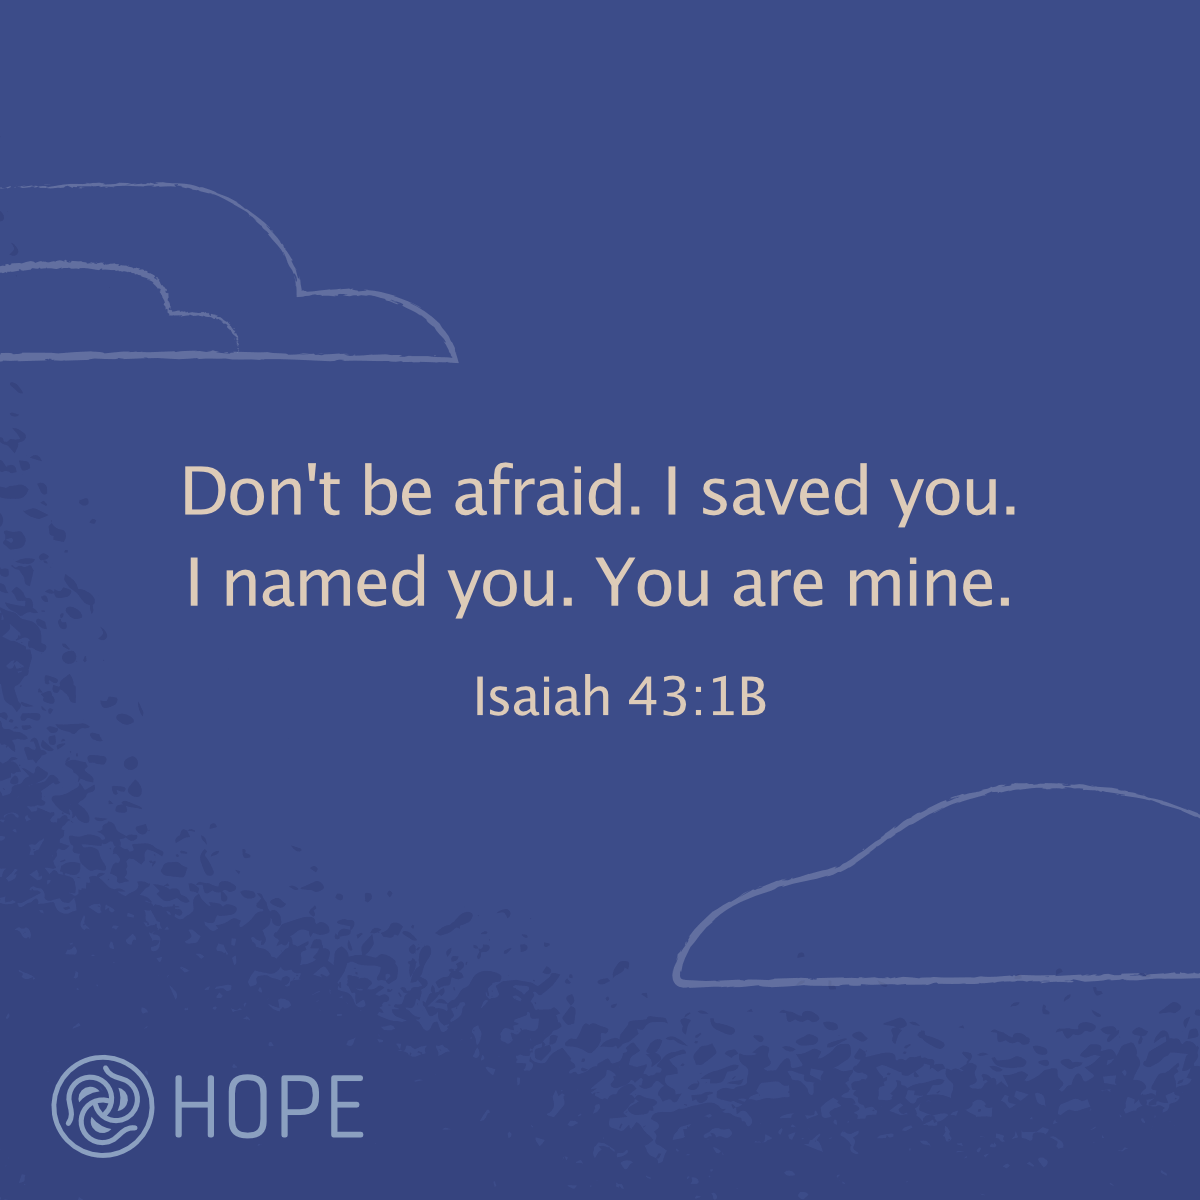 Don't be afraid. I saved you.
I named you. You are mine.
Isaiah 43:1B
HOPE